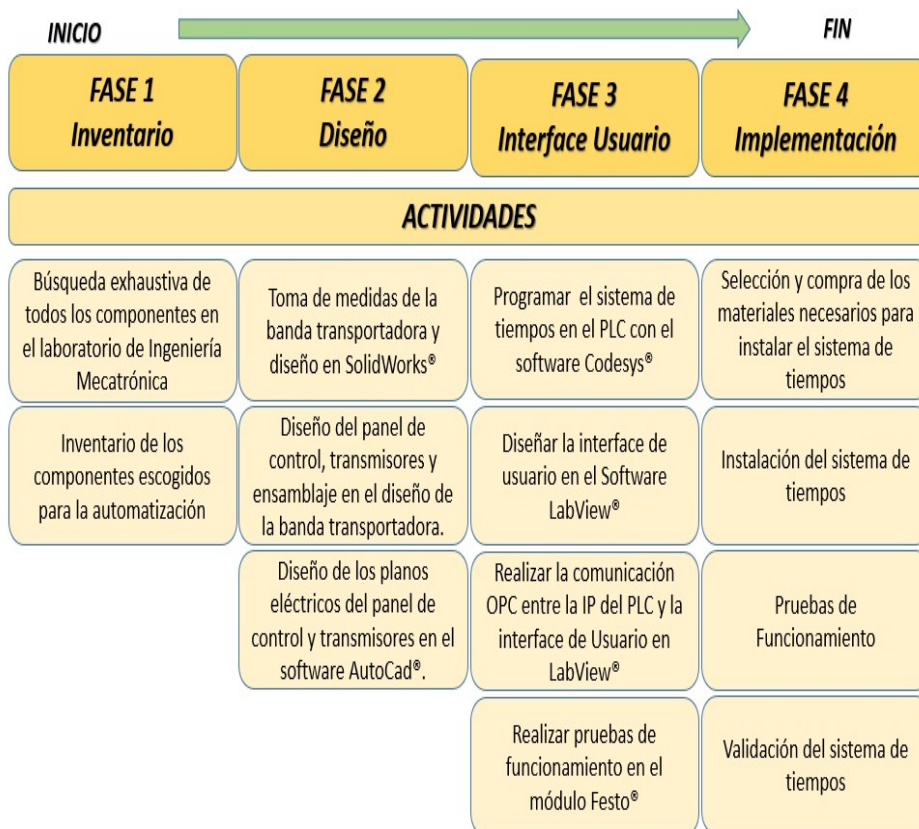 INICIO
FIN
FASE 1
Inventario
FASE 2
Diseño
FASE 3
Interface Usuario
FASE 4
Implementación
ACTIVIDADES
Búsqueda exhaustiva de
todos los componentes en
el laboratorio de Ingeniería
Mecatrónica
Inventario de los
componentes escogidos
para la automatización
Toma de medidas de la
banda transportadora y
diseño en SolidWorks®
Diseño del panel de
control, transmisores y
ensamblaje en el diseño de
la banda transportadora.
Diseño de los planos
eléctricos del panel de
control y transmisores en el
software AutoCad®.
Programar el sistema de
tiempos en el PLC con el
software Codesys®
Diseñar la interface de
usuario en el Software
LabView®
Realizar la comunicación
OPC entre la IP del PLC y la
interface de Usuario en
LabView®
Realizar pruebas de
funcionamiento en el
módulo Festo®
Selección y compra de los
materiales necesarios para
instalar el sistema de
tiempos
Instalación del sistema de
tiempos
Pruebas de
Funcionamiento
Validación del sistema de
tiempos